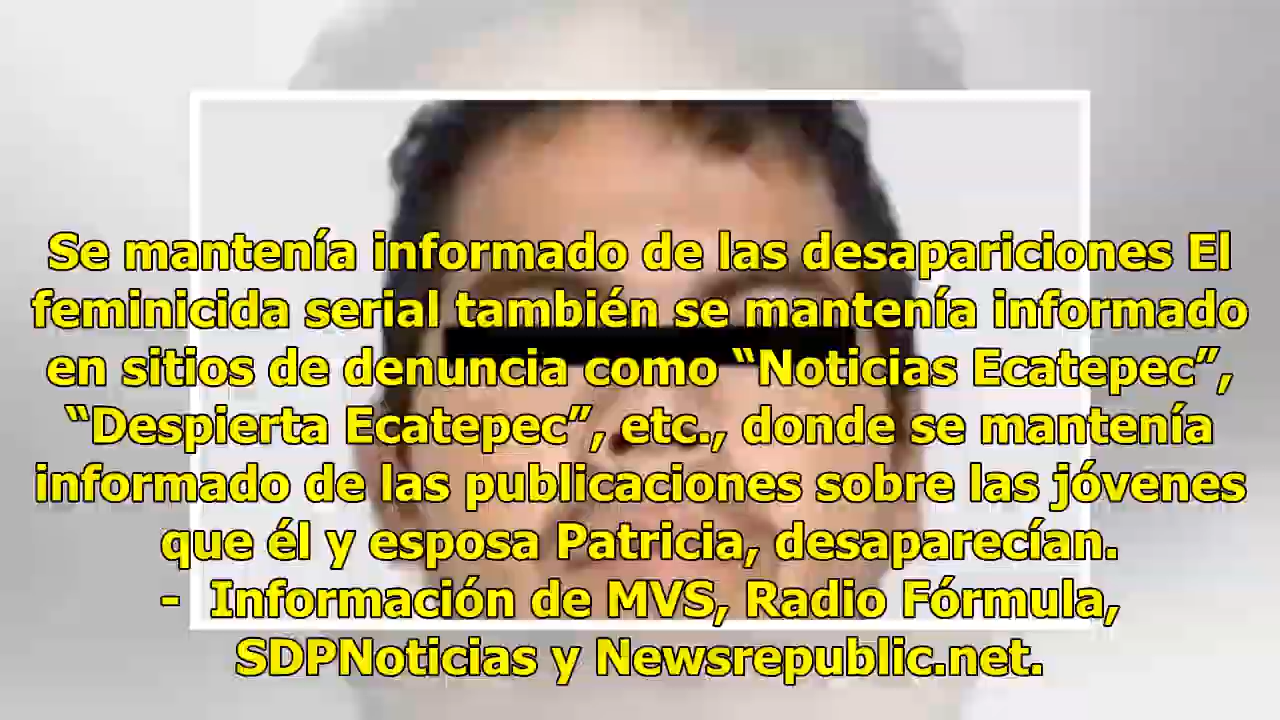 Se mantenía informado de las desapariciones El
feminicida serial también se mantenía informado
en sitios de denuncia como “Noticias Ecatepec”,
“Despierta Ecatepec”, etc., donde se mantenía
informado de las publicaciones sobre las jóvenes
que él y esposa Patricia, desaparecían.
- Información de MVS, Radio Fórmula,
SDPNoticias y Newsrepublic.net.